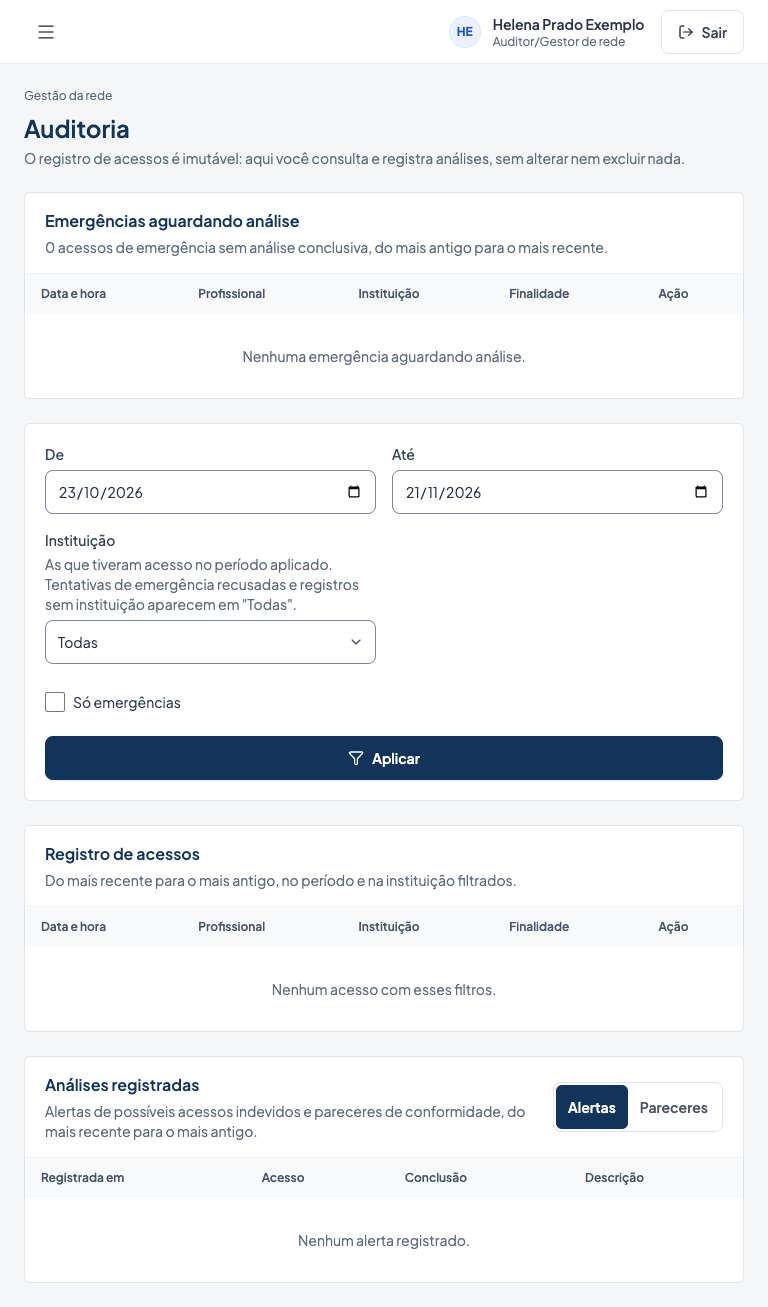 HE
Helena Prado Exemplo
Auditor/Gestor de rede
Sair
Gestão da rede
Auditoria
O registro de acessos é imutável: aqui você consulta e registra análises, sem alterar nem excluir nada.
Emergências aguardando análise
0 acessos de emergência sem análise conclusiva, do mais antigo para o mais recente.
Data e hora Profissional Instituição Finalidade Ação
Nenhuma emergência aguardando análise.
De Até
23/10/2026 21/11/2026
Instituição
As que tiveram acesso no período aplicado.
Tentativas de emergência recusadas e registros
sem instituição aparecem em "Todas".
Todas
Só emergências
Aplicar
Registro de acessos
Do mais recente para o mais antigo, no período e na instituição filtrados.
Data e hora Profissional Instituição Finalidade Ação
Nenhum acesso com esses filtros.
Análises registradas
Alertas de possíveis acessos indevidos e pareceres de conformidade, do
mais recente para o mais antigo.
Alertas Pareceres
Registrada em Acesso Conclusão Descrição
Nenhum alerta registrado.